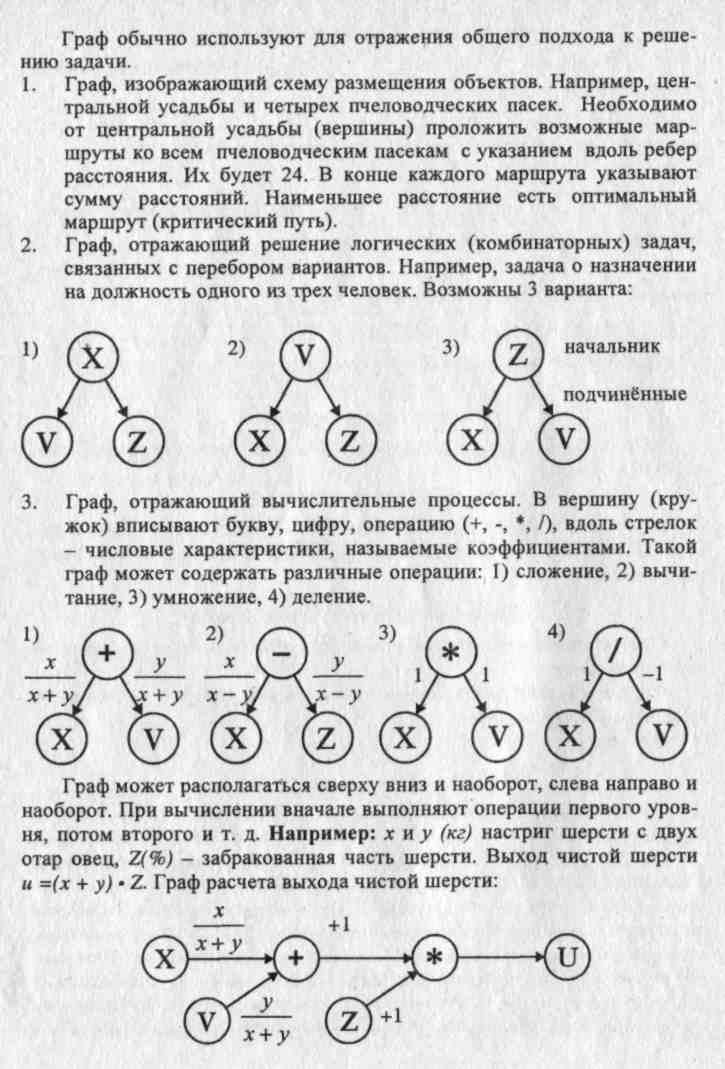 Граф обычно используют для отражения общего подхода к реше-
нию задачи.
1. Граф, изображающий схему размещения объектов. Например, цен-
тральной усадьбы и четырех пчеловодческих пасек. Необходимо
от центральной усадьбы (вершины) проложить возможные мар-
шруты ко всем пчеловодческим пасекам с указанием вдоль ребер
расстояния. Их будет 24. В конце каждого маршрута указывают
сумму расстояний. Наименьшее расстояние есть оптимальный
маршрут (критический путь).
2. Граф, отражающий решение логических (комбинаторных) задач,
связанных с перебором вариантов. Например, задача о назначении
на должность одного из трех человек. Возможны 3 варианта:
1) X 2) V 3) Z начальник
подчинённые
V Z X Z X V
3. Граф, отражающий вычислительные процессы. В вершину (кру-
жок) вписывают букву, цифру, операцию (+, -, *, /), вдоль стрелок
– числовые характеристики, называемые коэффициентами. Такой
граф может содержать различные операции: 1) сложение, 2) вычи-
тание, 3) умножение, 4) деление.
1) + 2) – 3) * 4) /
x y x y 1 1 1 –1
x + y x + y x – y x – y
X V X Z X V X V
Граф может располагаться сверху вниз и наоборот, слева направо и
наоборот. При вычислении вначале выполняют операции первого уров-
ня, потом второго и т. д. Например: x и y (кг) настриг шерсти с двух
отар овец, Z(%) – забракованная часть шерсти. Выход чистой шерсти
u =(x + y) • Z. Граф расчета выхода чистой шерсти:
x
x + y +1
X + * U
V y Z +1
x + y